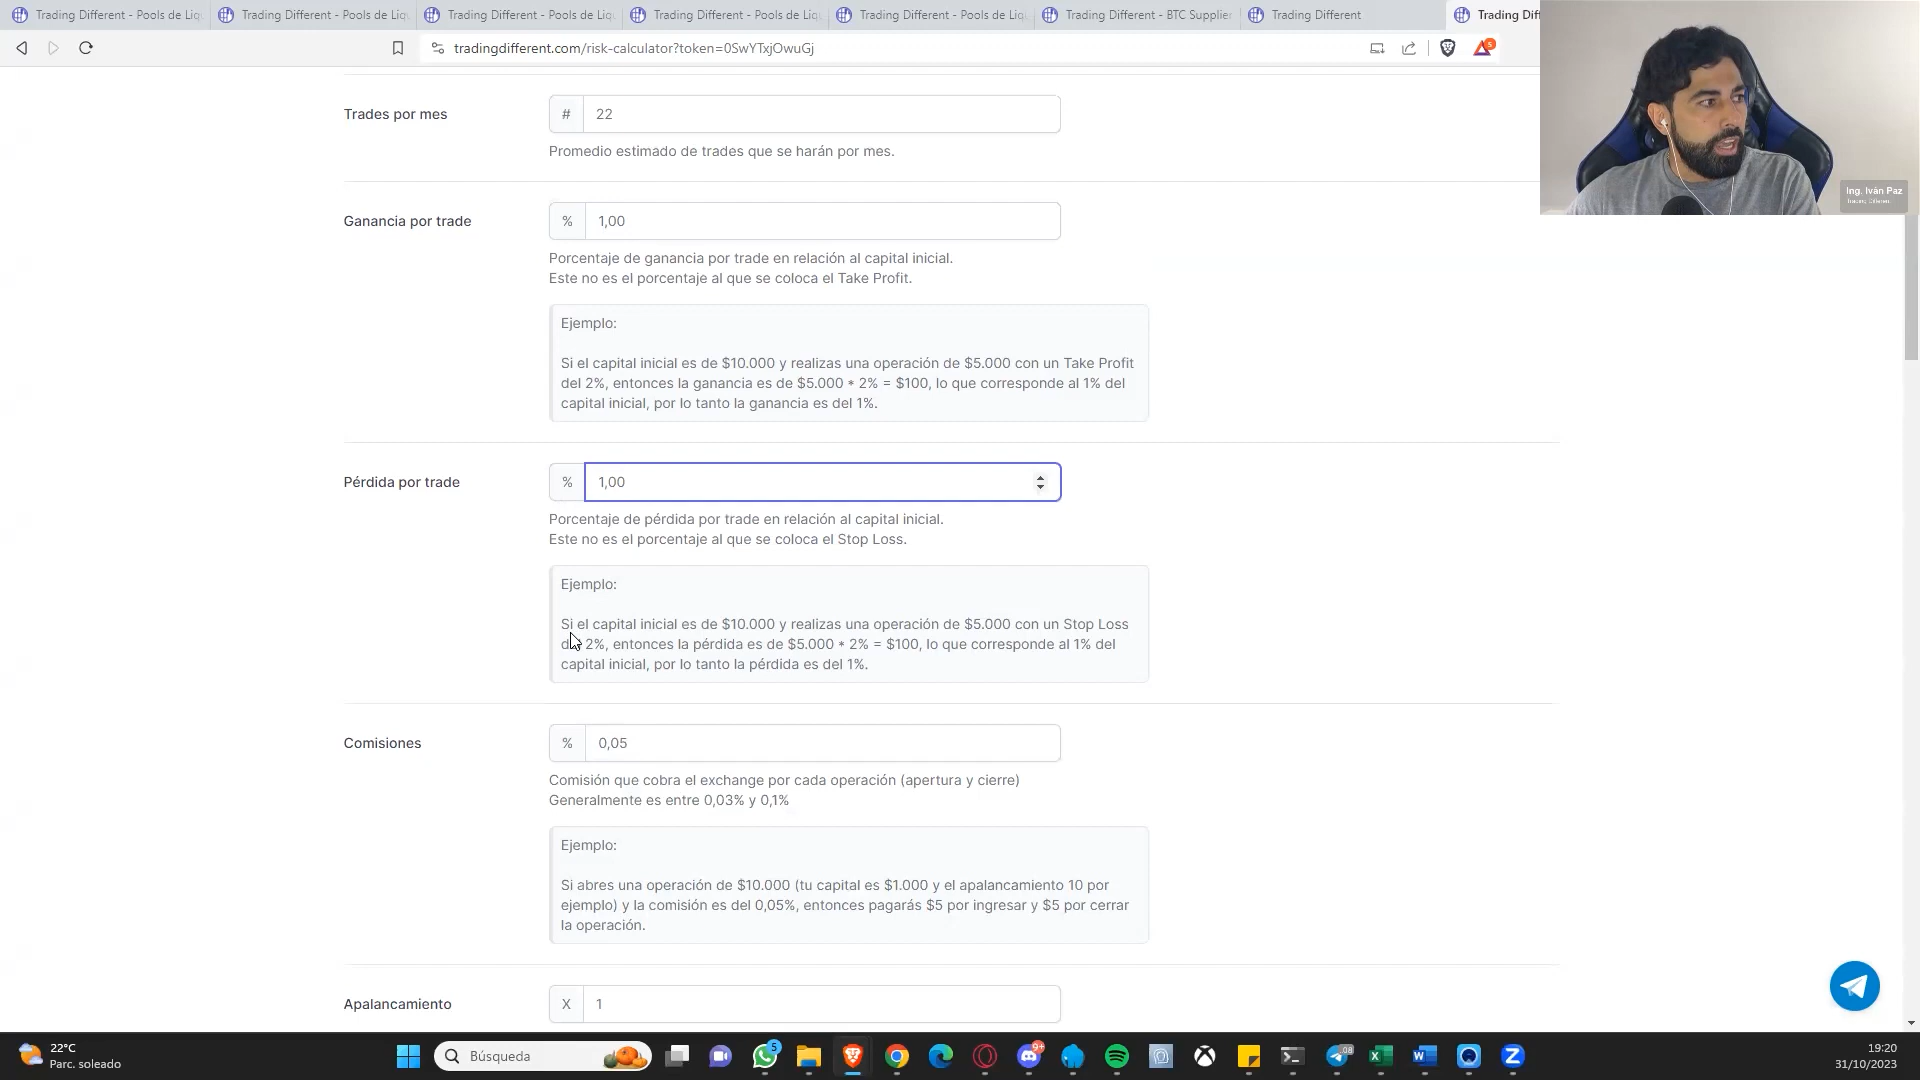 Trading Different - Pools de Liq
Trading Different - Pools de Liq
Trading Different - Pools de Liq
Trading Different - Pools de Liq
Trading Different - Pools de Liq
Trading Different - BTC Supplier
Trading Different
Trading Diff
tradingdifferent.com/risk-calculator?token=0SwYTxjOwuGj
5
Ing. Iván Paz
Trading Different
Trades por mes
# 22
Promedio estimado de trades que se harán por mes.
Ganancia por trade
% 1,00
Porcentaje de ganancia por trade en relación al capital inicial.
Este no es el porcentaje al que se coloca el Take Profit.
Ejemplo:
Si el capital inicial es de $10.000 y realizas una operación de $5.000 con un Take Profit
del 2%, entonces la ganancia es de $5.000 * 2% = $100, lo que corresponde al 1% del
capital inicial, por lo tanto la ganancia es del 1%.
Pérdida por trade
% 1,00
Porcentaje de pérdida por trade en relación al capital inicial.
Este no es el porcentaje al que se coloca el Stop Loss.
Ejemplo:
Si el capital inicial es de $10.000 y realizas una operación de $5.000 con un Stop Loss
del 2%, entonces la pérdida es de $5.000 * 2% = $100, lo que corresponde al 1% del
capital inicial, por lo tanto la pérdida es del 1%.
Comisiones
% 0,05
Comisión que cobra el exchange por cada operación (apertura y cierre)
Generalmente es entre 0,03% y 0,1%
Ejemplo:
Si abres una operación de $10.000 (tu capital es $1.000 y el apalancamiento 10 por
ejemplo) y la comisión es del 0,05%, entonces pagarás $5 por ingresar y $5 por cerrar
la operación.
Apalancamiento
X 1
22°C
Parc. soleado
Búsqueda
5
9+
19:20
31/10/2023